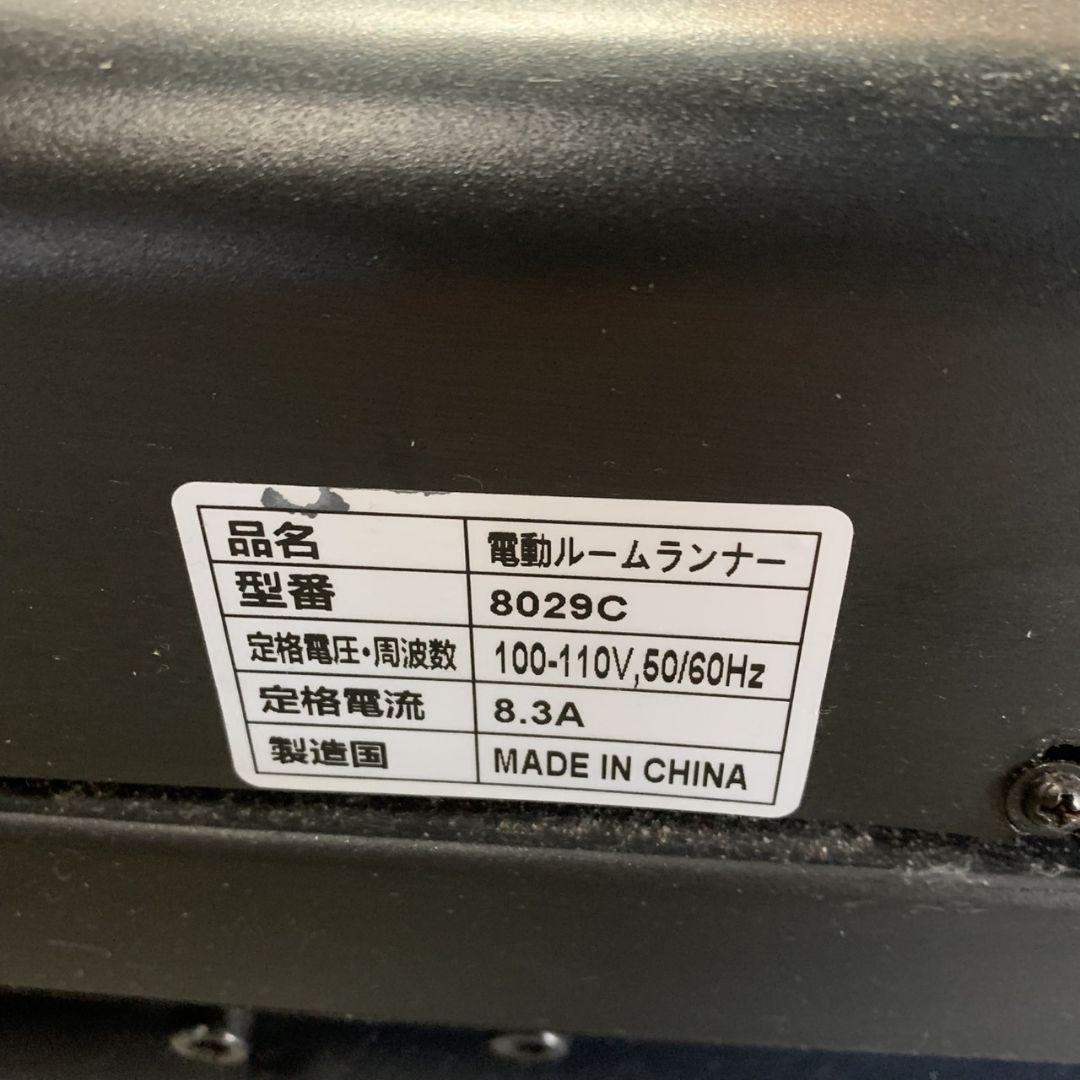 品名 電動ルームランナー
型番 8029C
定格電圧・周波数 100-110V,50/60Hz
定格電流 8.3A
製造国 MADE IN CHINA